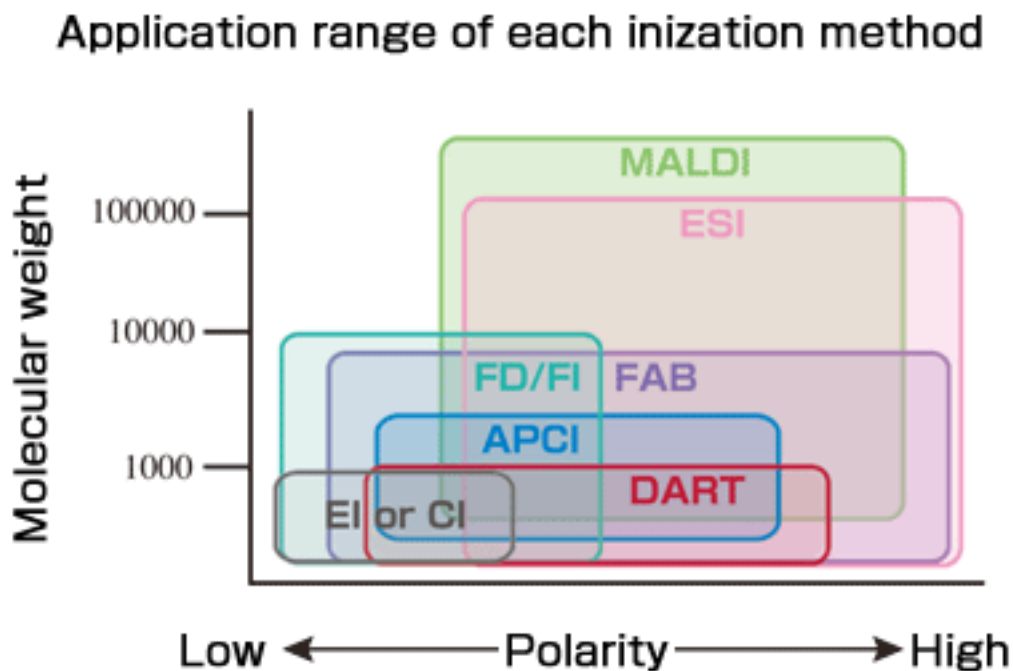 Application range of each inization method
MALDI
100000
ESI
10000
FD/FI FAB
APCI
1000
DART
EI or CI
Molecular weight
Low Polarity High